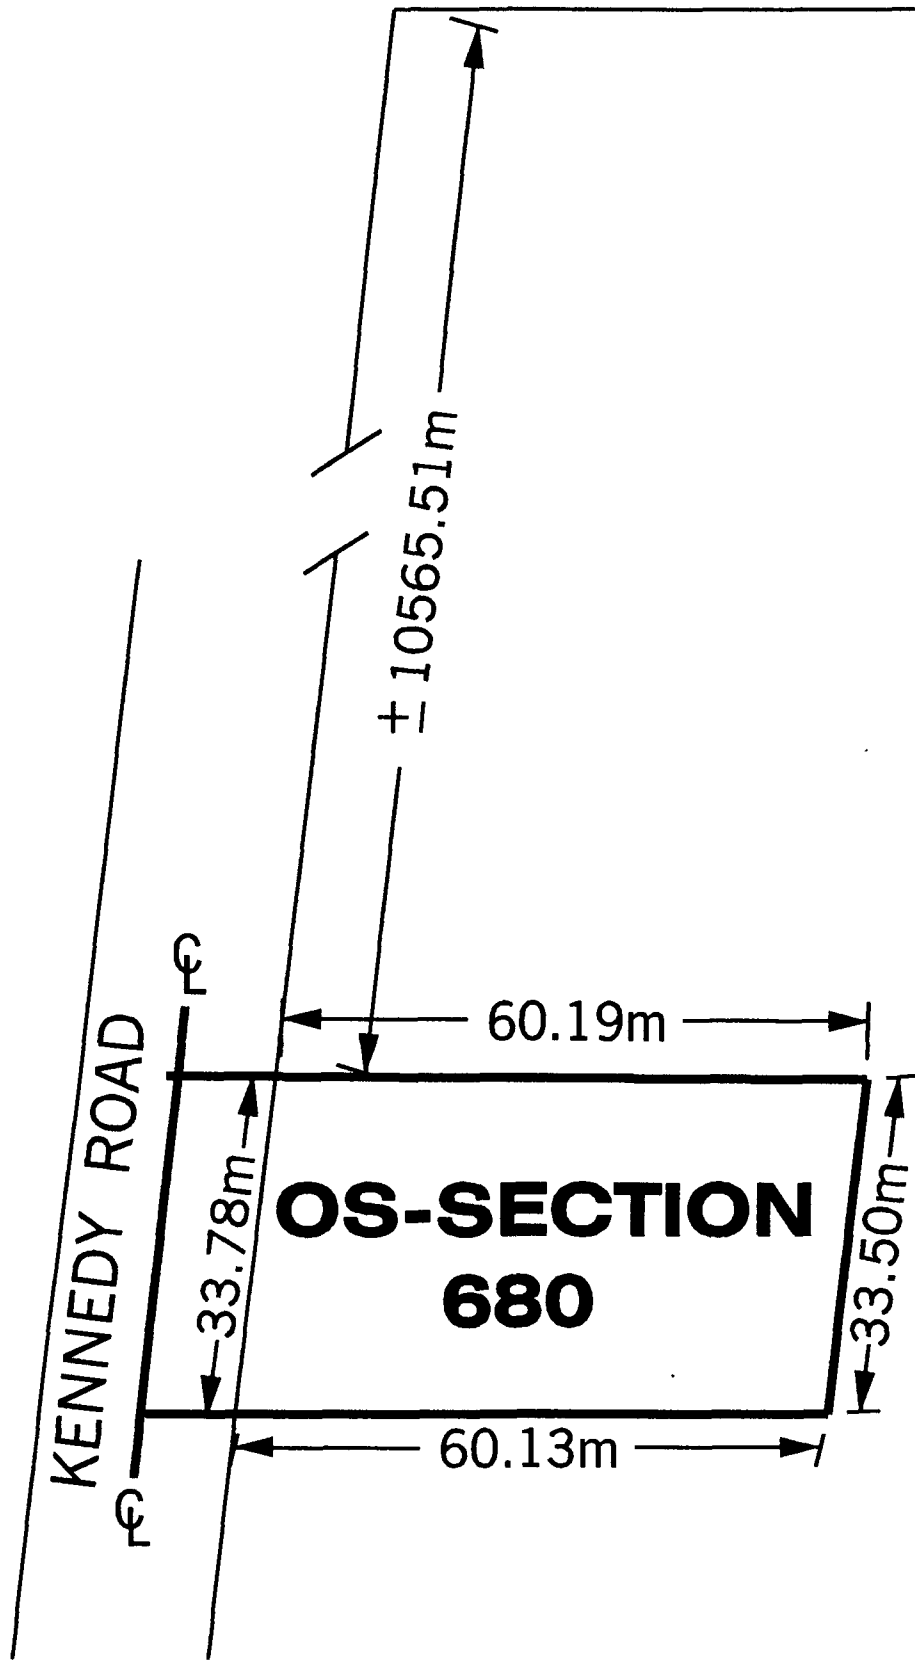 ± 10565.51m
℄
60.19m
KENNEDY ROAD
33.78m
OS-SECTION
680
33.50m
60.13m
℄